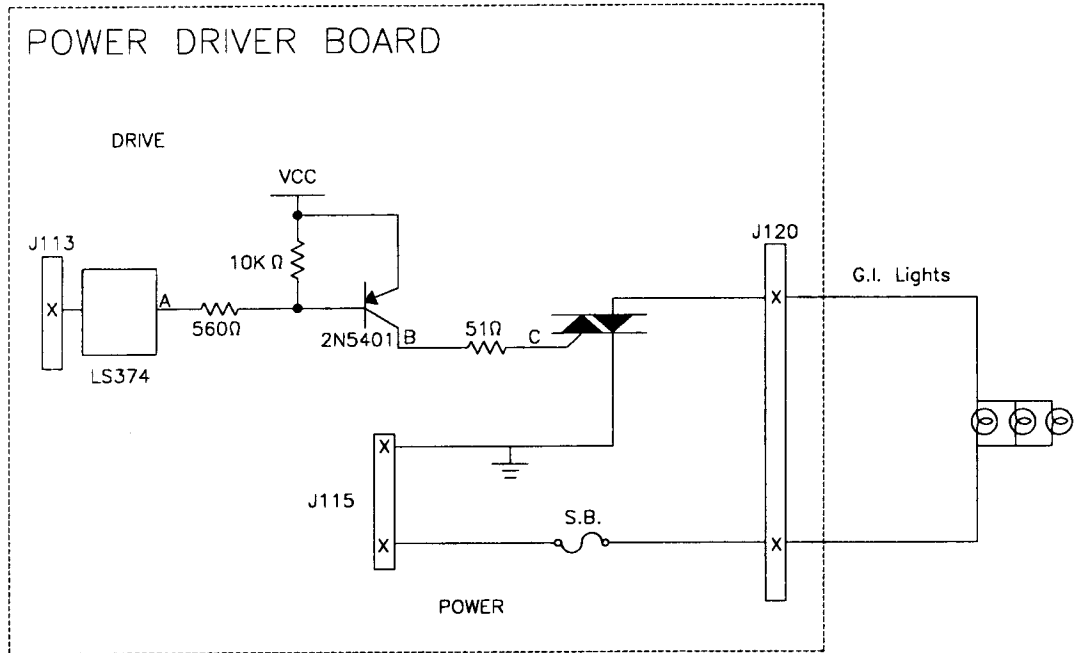 POWER DRIVER BOARD
DRIVE
VCC
J113
J120
10K Ω
G.I. Lights
X
A
X
560Ω
2N5401
B
51Ω
C
LS374
X
J115
S.B.
X
X
POWER